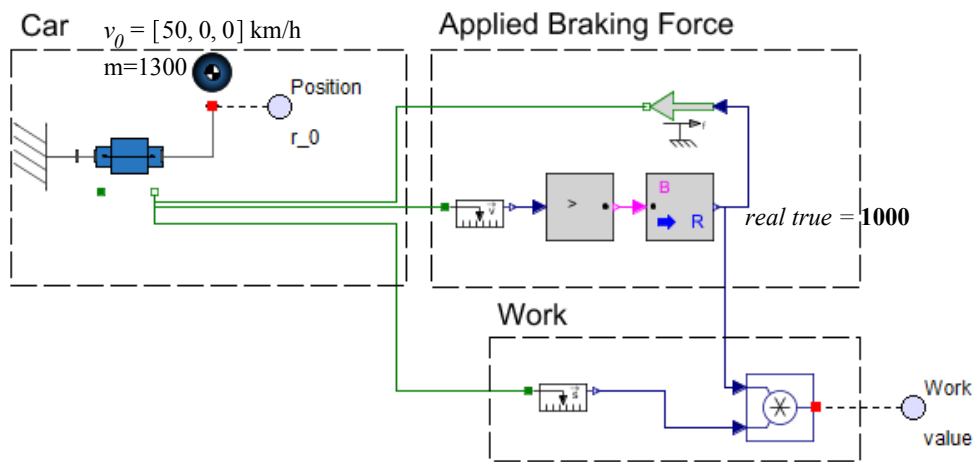 Car
v₀ = [50, 0, 0] km/h
m=1300
Position
r_0
Applied Braking Force
f
v
>
B
R
real true = 1000
Work
s
Work
value